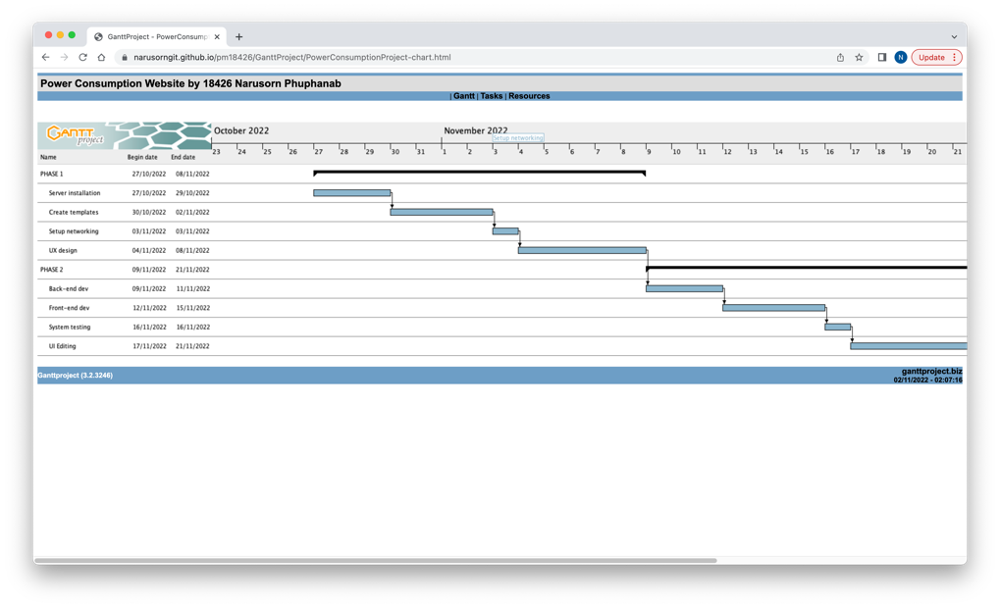 GanttProject - PowerConsump
narusorngit.github.io/pm18426/GanttProject/PowerConsumptionProject-chart.html
N
Update
Power Consumption Website by 18426 Narusorn Phuphanab
| Gantt | Tasks | Resources
GANTT project
October 2022 November 2022
Setup networking
23 24 25 26 27 28 29 30 31 1 2 3 4 5 6 7 8 9 10 11 12 13 14 15 16 17 18 19 20 21
Name Begin date End date
PHASE 1 27/10/2022 08/11/2022
Server installation 27/10/2022 29/10/2022
Create templates 30/10/2022 02/11/2022
Setup networking 03/11/2022 03/11/2022
UX design 04/11/2022 08/11/2022
PHASE 2 09/11/2022 21/11/2022
Back-end dev 09/11/2022 11/11/2022
Front-end dev 12/11/2022 15/11/2022
System testing 16/11/2022 16/11/2022
UI Editing 17/11/2022 21/11/2022
Ganttproject (3.2.3246)
ganttproject.biz
02/11/2022 - 02:07:16